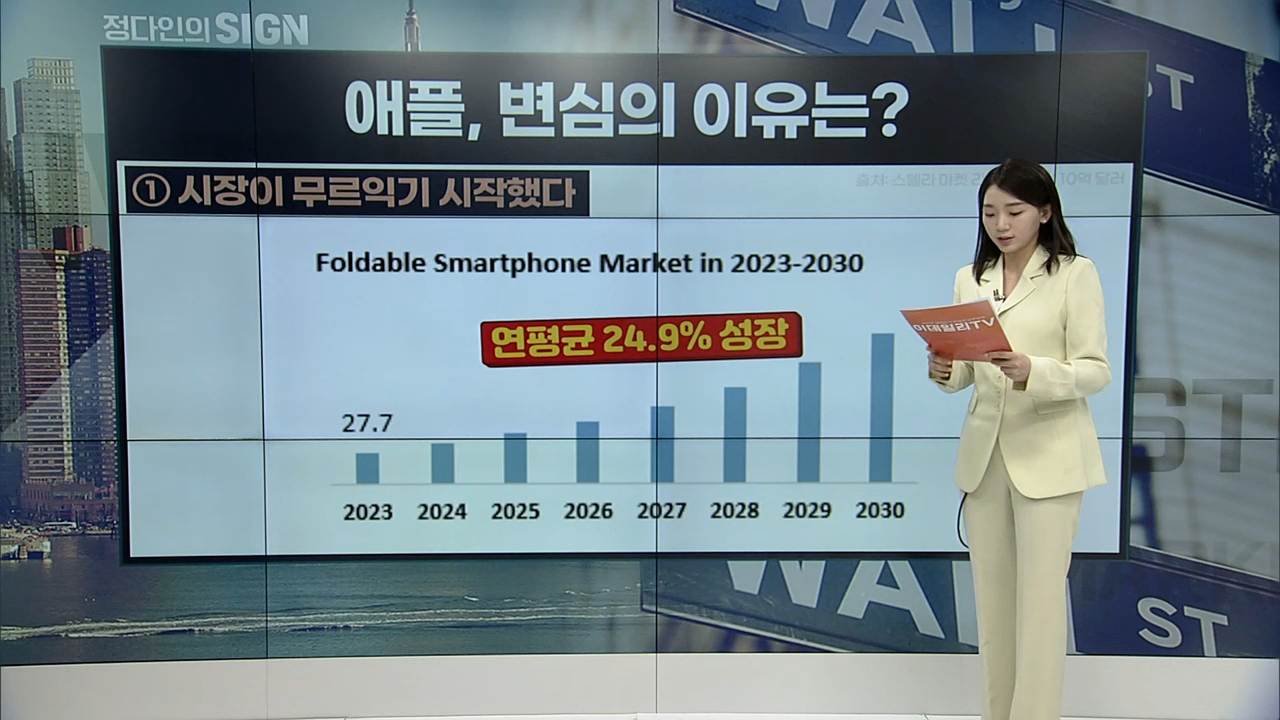 정다인의 SIGN
WALL
ST
애플, 변심의 이유는?
① 시장이 무르익기 시작했다
출처: 스텔라 마켓
10억 달러
Foldable Smartphone Market in 2023-2030
연평균 24.9% 성장
이데일리TV
27.7
2023 2024 2025 2026 2027 2028 2029 2030
ST
WALL
ST